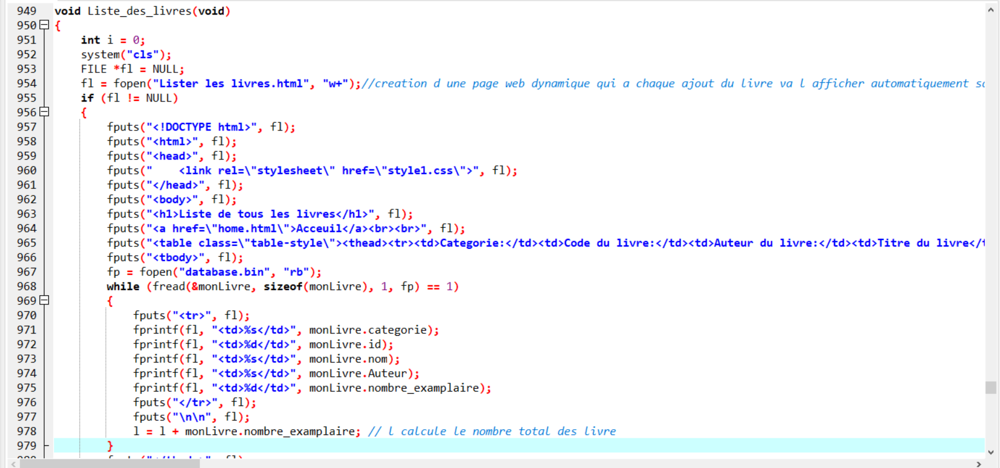 949 void Liste_des_livres(void)
950 {
951 int i = 0;
952 system("cls");
953 FILE *fl = NULL;
954 fl = fopen("Lister les livres.html", "w+");//creation d une page web dynamique qui a chaque ajout du livre va l afficher automatiquement
955 if (fl != NULL)
956 {
957 fputs("<!DOCTYPE html>", fl);
958 fputs("<html>", fl);
959 fputs("<head>", fl);
960 fputs("    <link rel=\"stylesheet\" href=\"style1.css\">", fl);
961 fputs("</head>", fl);
962 fputs("<body>", fl);
963 fputs("<h1>Liste de tous les livres</h1>", fl);
964 fputs("<a href=\"home.html\">Acceuil</a><br><br>", fl);
965 fputs("<table class=\"table-style\"><thead><tr><td>Categorie:</td><td>Code du livre:</td><td>Auteur du livre:</td><td>Titre du livre</
966 fputs("<tbody>", fl);
967 fp = fopen("database.bin", "rb");
968 while (fread(&monLivre, sizeof(monLivre), 1, fp) == 1)
969 {
970 fputs("<tr>", fl);
971 fprintf(fl, "<td>%s</td>", monLivre.categorie);
972 fprintf(fl, "<td>%d</td>", monLivre.id);
973 fprintf(fl, "<td>%s</td>", monLivre.nom);
974 fprintf(fl, "<td>%s</td>", monLivre.Auteur);
975 fprintf(fl, "<td>%d</td>", monLivre.nombre_examplaire);
976 fputs("</tr>", fl);
977 fputs("\n\n", fl);
978 l = l + monLivre.nombre_examplaire; // l calcule le nombre total des livre
979 }